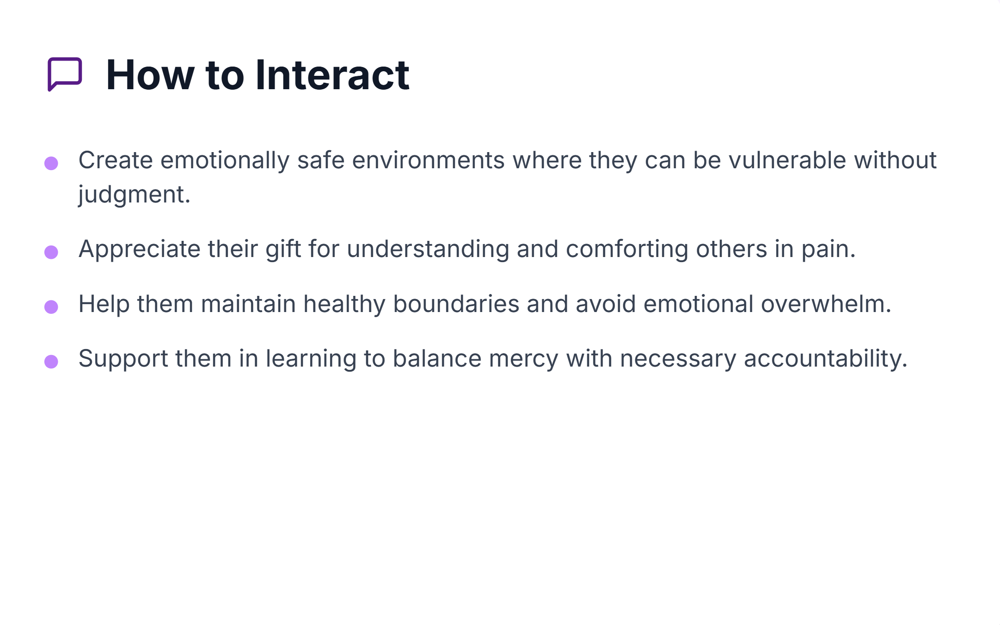 How to Interact
Create emotionally safe environments where they can be vulnerable without
judgment.
Appreciate their gift for understanding and comforting others in pain.
Help them maintain healthy boundaries and avoid emotional overwhelm.
Support them in learning to balance mercy with necessary accountability.